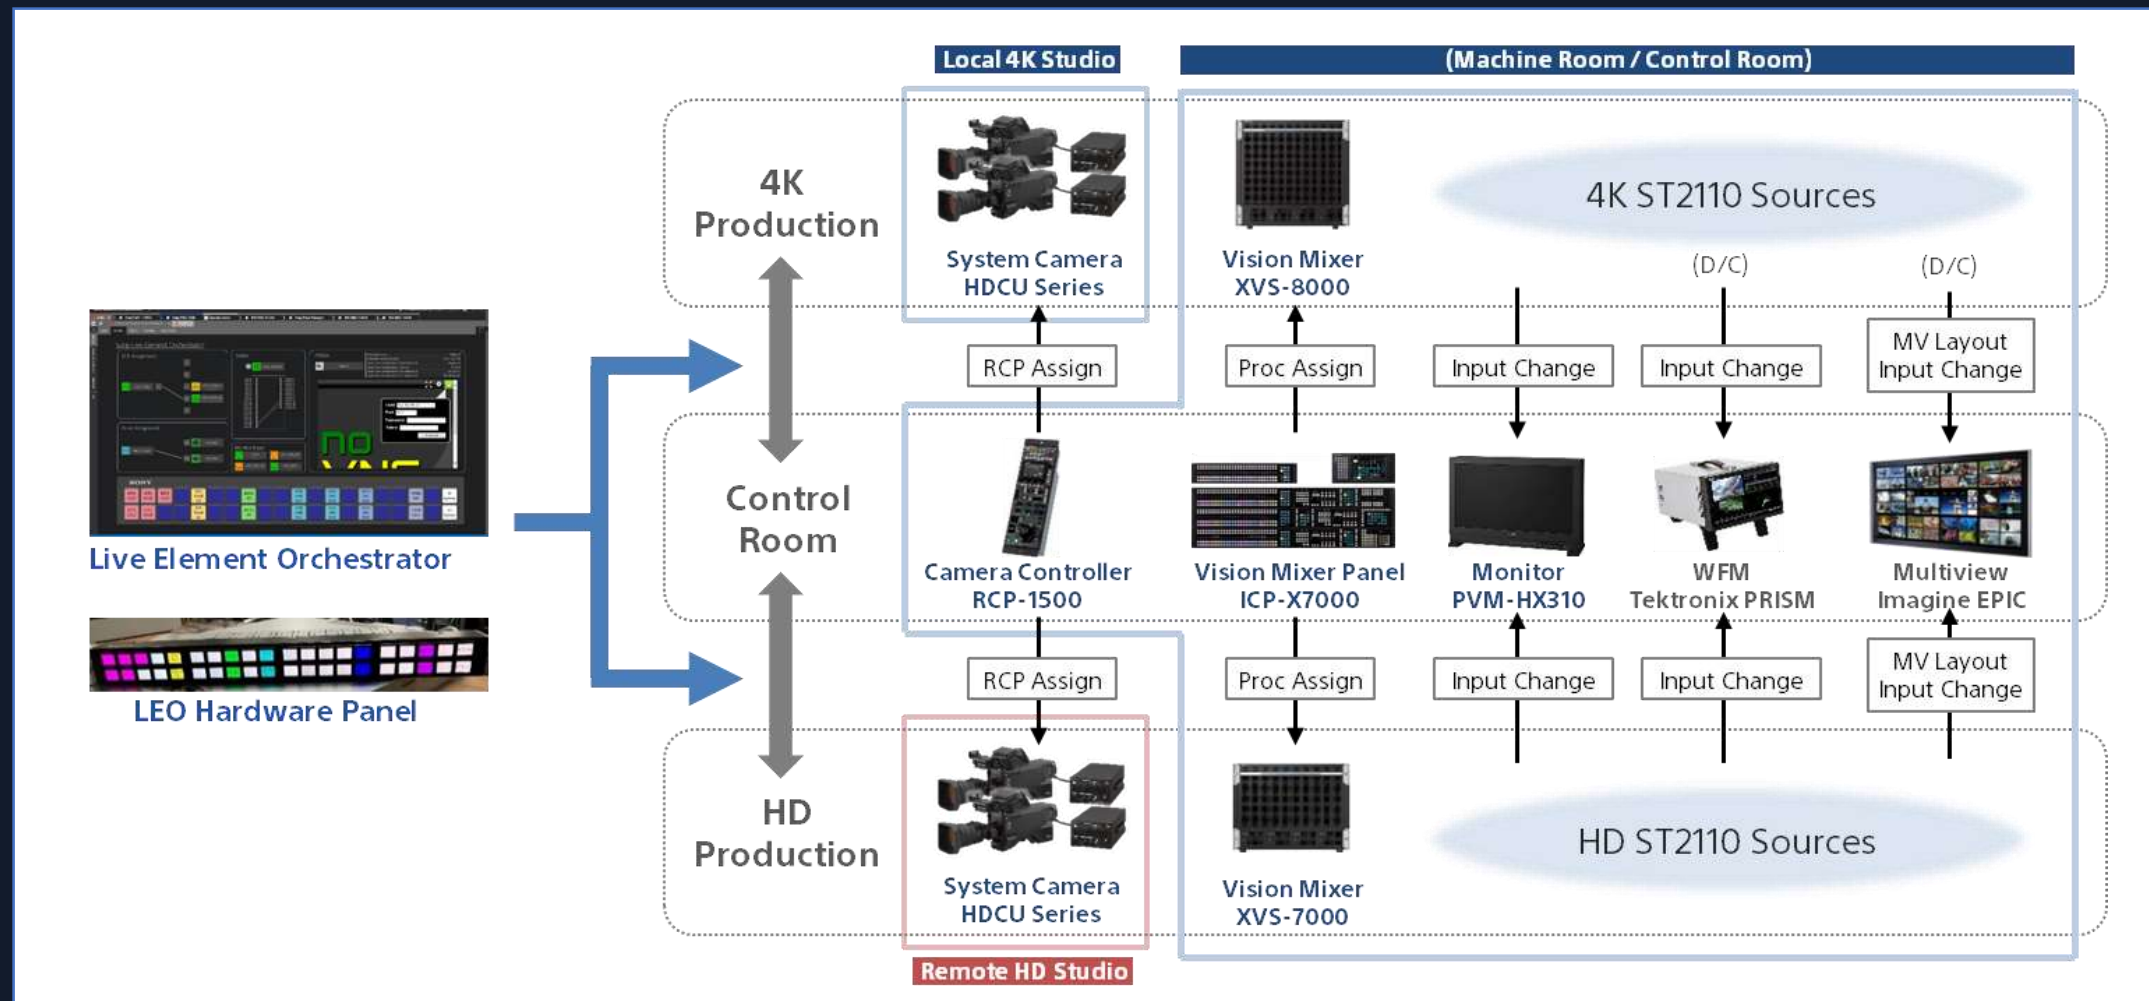 Local 4K Studio
(Machine Room / Control Room)
4K
Production
System Camera
HDCU Series
Vision Mixer
XVS-8000
4K ST2110 Sources
(D/C)
(D/C)
RCP Assign
Proc Assign
Input Change
Input Change
MV Layout
Input Change
Live Element Orchestrator
LEO Hardware Panel
SONY
no
Control
Room
Camera Controller
RCP-1500
Vision Mixer Panel
ICP-X7000
Monitor
PVM-HX310
WFM
Tektronix PRISM
Multiview
Imagine EPIC
RCP Assign
Proc Assign
Input Change
Input Change
MV Layout
Input Change
HD
Production
System Camera
HDCU Series
Vision Mixer
XVS-7000
HD ST2110 Sources
Remote HD Studio